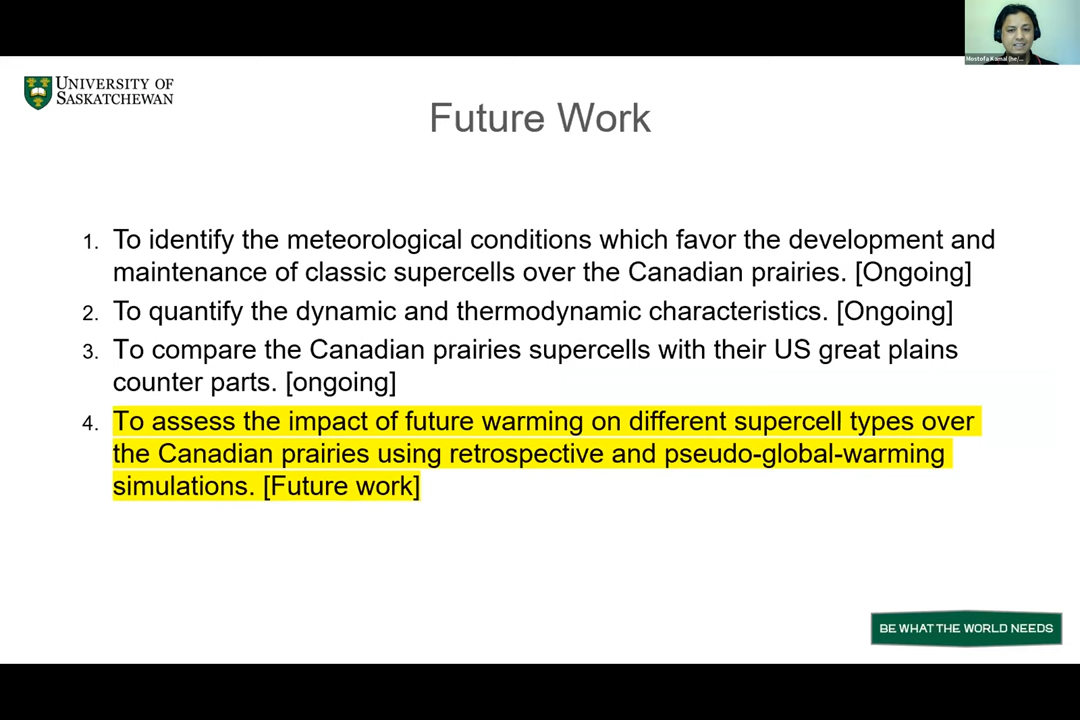 Mostofa Kamal (he/...
UNIVERSITY OF
SASKATCHEWAN
Future Work
1. To identify the meteorological conditions which favor the development and
maintenance of classic supercells over the Canadian prairies. [Ongoing]
2. To quantify the dynamic and thermodynamic characteristics. [Ongoing]
3. To compare the Canadian prairies supercells with their US great plains
counter parts. [ongoing]
4. To assess the impact of future warming on different supercell types over
the Canadian prairies using retrospective and pseudo-global-warming
simulations. [Future work]
BE WHAT THE WORLD NEEDS